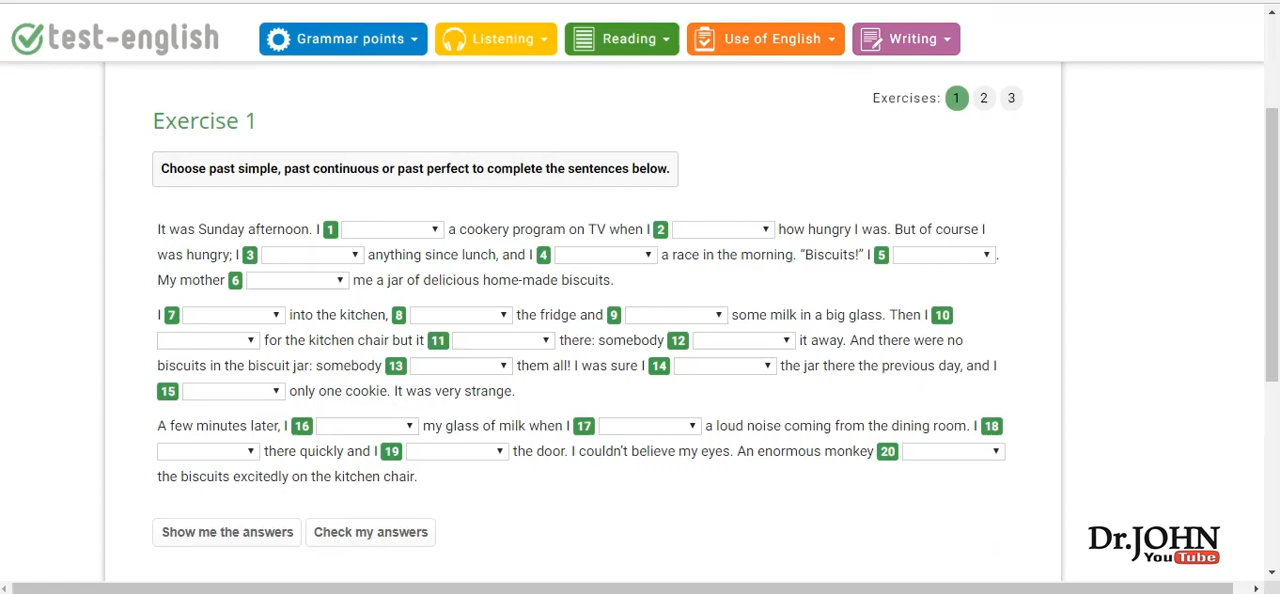 test-english Grammar points Listening Reading Use of English Writing
Exercises: 1 2 3
Exercise 1
Choose past simple, past continuous or past perfect to complete the sentences below.
It was Sunday afternoon. I 1 a cookery program on TV when I 2 how hungry I was. But of course I
was hungry; I 3 anything since lunch, and I 4 a race in the morning. “Biscuits!” I 5 .
My mother 6 me a jar of delicious home-made biscuits.
I 7 into the kitchen, 8 the fridge and 9 some milk in a big glass. Then I 10
for the kitchen chair but it 11 there: somebody 12 it away. And there were no
biscuits in the biscuit jar: somebody 13 them all! I was sure I 14 the jar there the previous day, and I
15 only one cookie. It was very strange.
A few minutes later, I 16 my glass of milk when I 17 a loud noise coming from the dining room. I 18
there quickly and I 19 the door. I couldn’t believe my eyes. An enormous monkey 20
the biscuits excitedly on the kitchen chair.
Show me the answers Check my answers
Dr.JOHN
YouTube